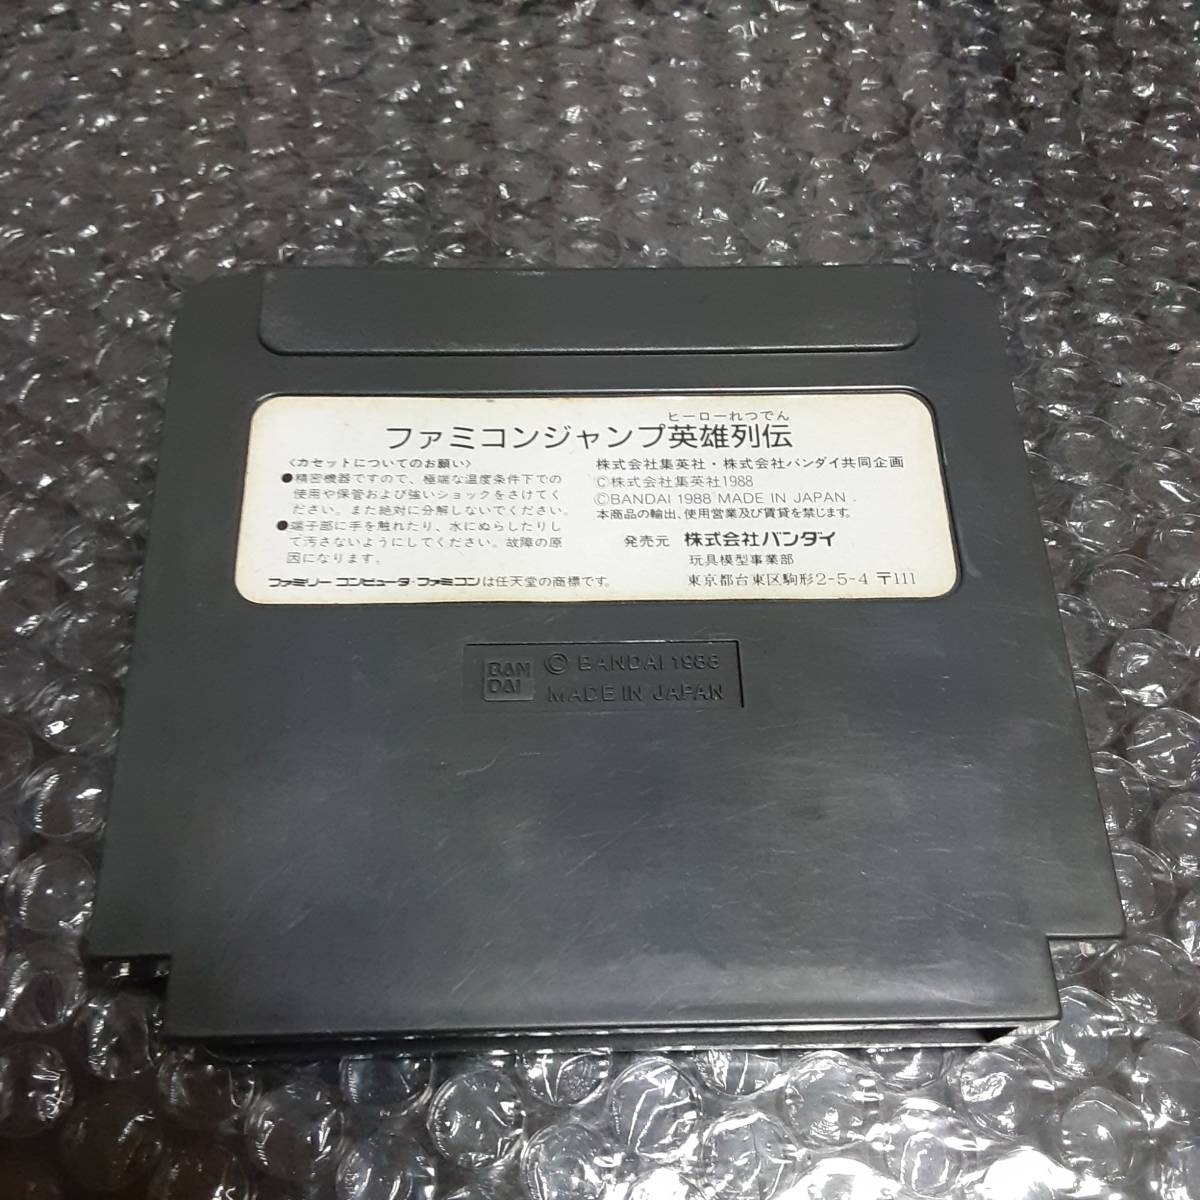 ヒーローれつでん
ファミコンジャンプ英雄列伝
〈カセットについてのお願い〉
●精密機器ですので、極端な温度条件下での
使用や保管および強いショックをさけてく
ださい。また絶対に分解しないでください。
●端子部に手を触れたり、水にぬらしたりし
て汚さないようにしてください。故障の原
因になります。
ファミリーコンピュータ・ファミコンは任天堂の商標です。
株式会社集英社・株式会社バンダイ共同企画
©株式会社集英社1988
©BANDAI 1988 MADE IN JAPAN.
本商品の輸出、使用営業及び賃貸を禁じます。
発売元 株式会社バンダイ
玩具模型事業部
東京都台東区駒形2-5-4 〒111
BAN
DAI
© BANDAI 1986
MADE IN JAPAN